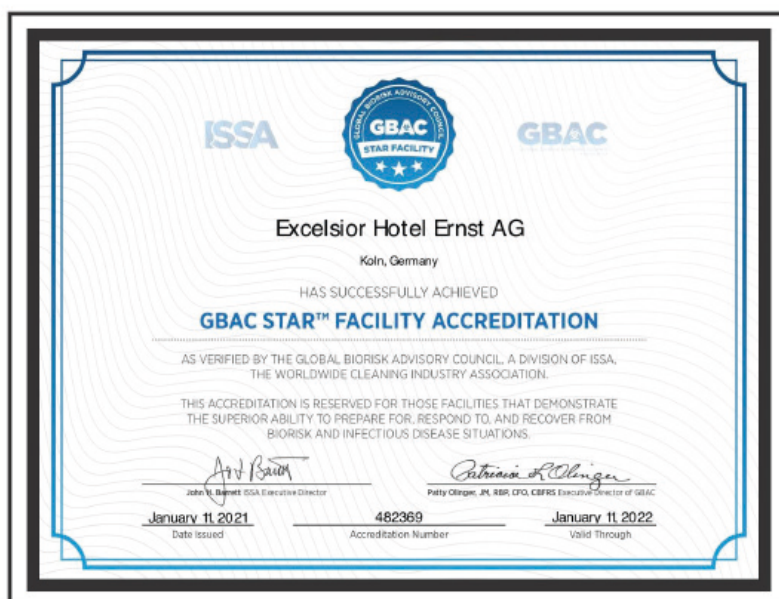 ISSA
GLOBAL BIORISK ADVISORY COUNCIL
GBAC
STAR FACILITY
GBAC
Excelsior Hotel Ernst AG
Koln, Germany
HAS SUCCESSFULLY ACHIEVED
GBAC STAR™ FACILITY ACCREDITATION
AS VERIFIED BY THE GLOBAL BIORISK ADVISORY COUNCIL, A DIVISION OF ISSA,
THE WORLDWIDE CLEANING INDUSTRY ASSOCIATION.
THIS ACCREDITATION IS RESERVED FOR THOSE FACILITIES THAT DEMONSTRATE
THE SUPERIOR ABILITY TO PREPARE FOR, RESPOND TO, AND RECOVER FROM
BIORISK AND INFECTIOUS DISEASE SITUATIONS.
Patricia L Olinger
John H. Barrett ISSA Executive Director
Patty Olinger, JM, RBP, CFO, CBFRS Executive Director of GBAC
January 11, 2021
482369
January 11, 2022
Date Issued
Accreditation Number
Valid Through